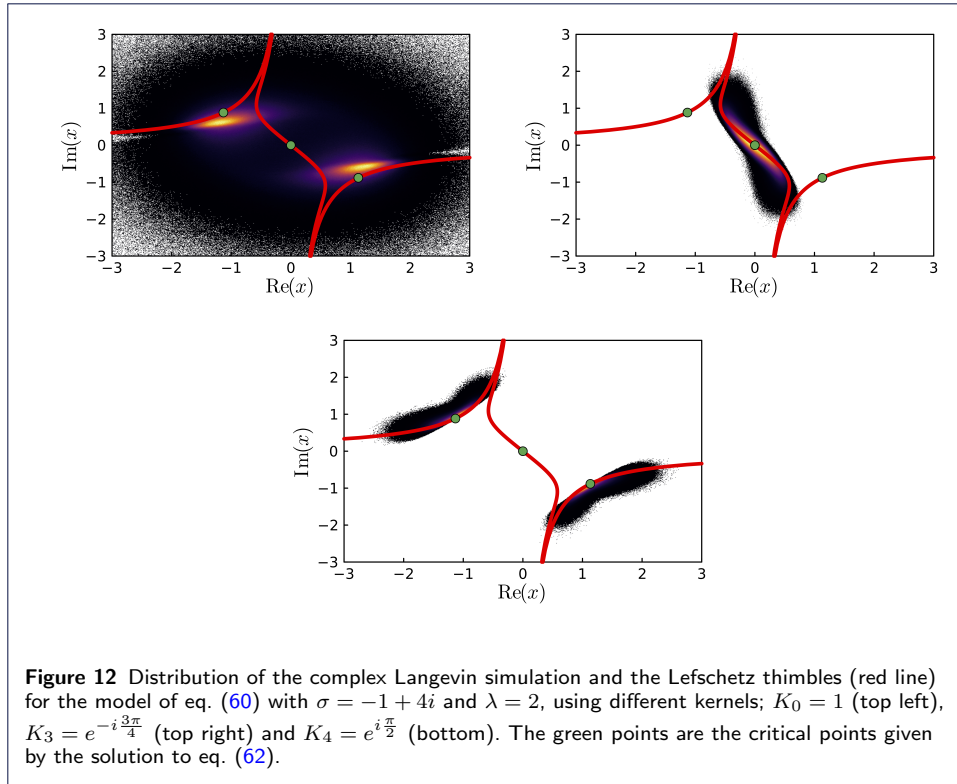 3
2
1
0
−1
−2
−3
Im(x)
−3 −2 −1 0 1 2 3
Re(x)
3
2
1
0
−1
−2
−3
Im(x)
−3 −2 −1 0 1 2 3
Re(x)
3
2
1
0
−1
−2
−3
Im(x)
−3 −2 −1 0 1 2 3
Re(x)
Figure 12 Distribution of the complex Langevin simulation and the Lefschetz thimbles (red line)
for the model of eq. (60) with σ = −1 + 4i and λ = 2, using different kernels; K₀ = 1 (top left),
K₃ = e^{−i 3π/4} (top right) and K₄ = e^{i π/2} (bottom). The green points are the critical points given
by the solution to eq. (62).